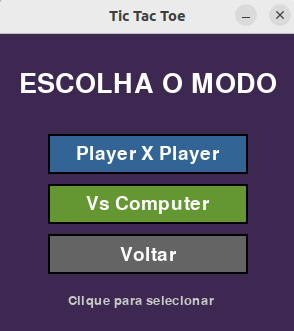 Tic Tac Toe
ESCOLHA O MODO
Player X Player
Vs Computer
Voltar
Clique para selecionar